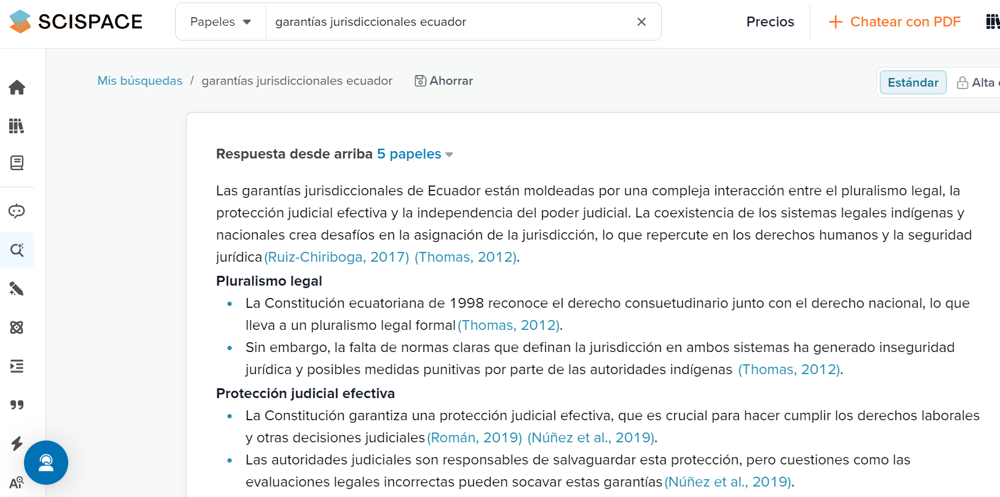 SCISPACE
Papeles
garantías jurisdiccionales ecuador
Precios
Chatear con PDF
Mis búsquedas / garantías jurisdiccionales ecuador
Ahorrar
Estándar
Alta
Respuesta desde arriba 5 papeles
Las garantías jurisdiccionales de Ecuador están moldeadas por una compleja interacción entre el pluralismo legal, la
protección judicial efectiva y la independencia del poder judicial. La coexistencia de los sistemas legales indígenas y
nacionales crea desafíos en la asignación de la jurisdicción, lo que repercute en los derechos humanos y la seguridad
jurídica (Ruiz-Chiriboga, 2017) (Thomas, 2012).
Pluralismo legal
• La Constitución ecuatoriana de 1998 reconoce el derecho consuetudinario junto con el derecho nacional, lo que
lleva a un pluralismo legal formal (Thomas, 2012).
• Sin embargo, la falta de normas claras que definan la jurisdicción en ambos sistemas ha generado inseguridad
jurídica y posibles medidas punitivas por parte de las autoridades indígenas (Thomas, 2012).
Protección judicial efectiva
• La Constitución garantiza una protección judicial efectiva, que es crucial para hacer cumplir los derechos laborales
y otras decisiones judiciales (Román, 2019) (Núñez et al., 2019).
• Las autoridades judiciales son responsables de salvaguardar esta protección, pero cuestiones como las
evaluaciones legales incorrectas pueden socavar estas garantías (Núñez et al., 2019).